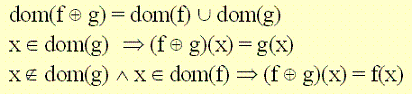 dom(f ⊕ g) = dom(f) ∪ dom(g)
x ∈ dom(g) ⇒ (f ⊕ g)(x) = g(x)
x ∉ dom(g) ∧ x ∈ dom(f) ⇒ (f ⊕ g)(x) = f(x)